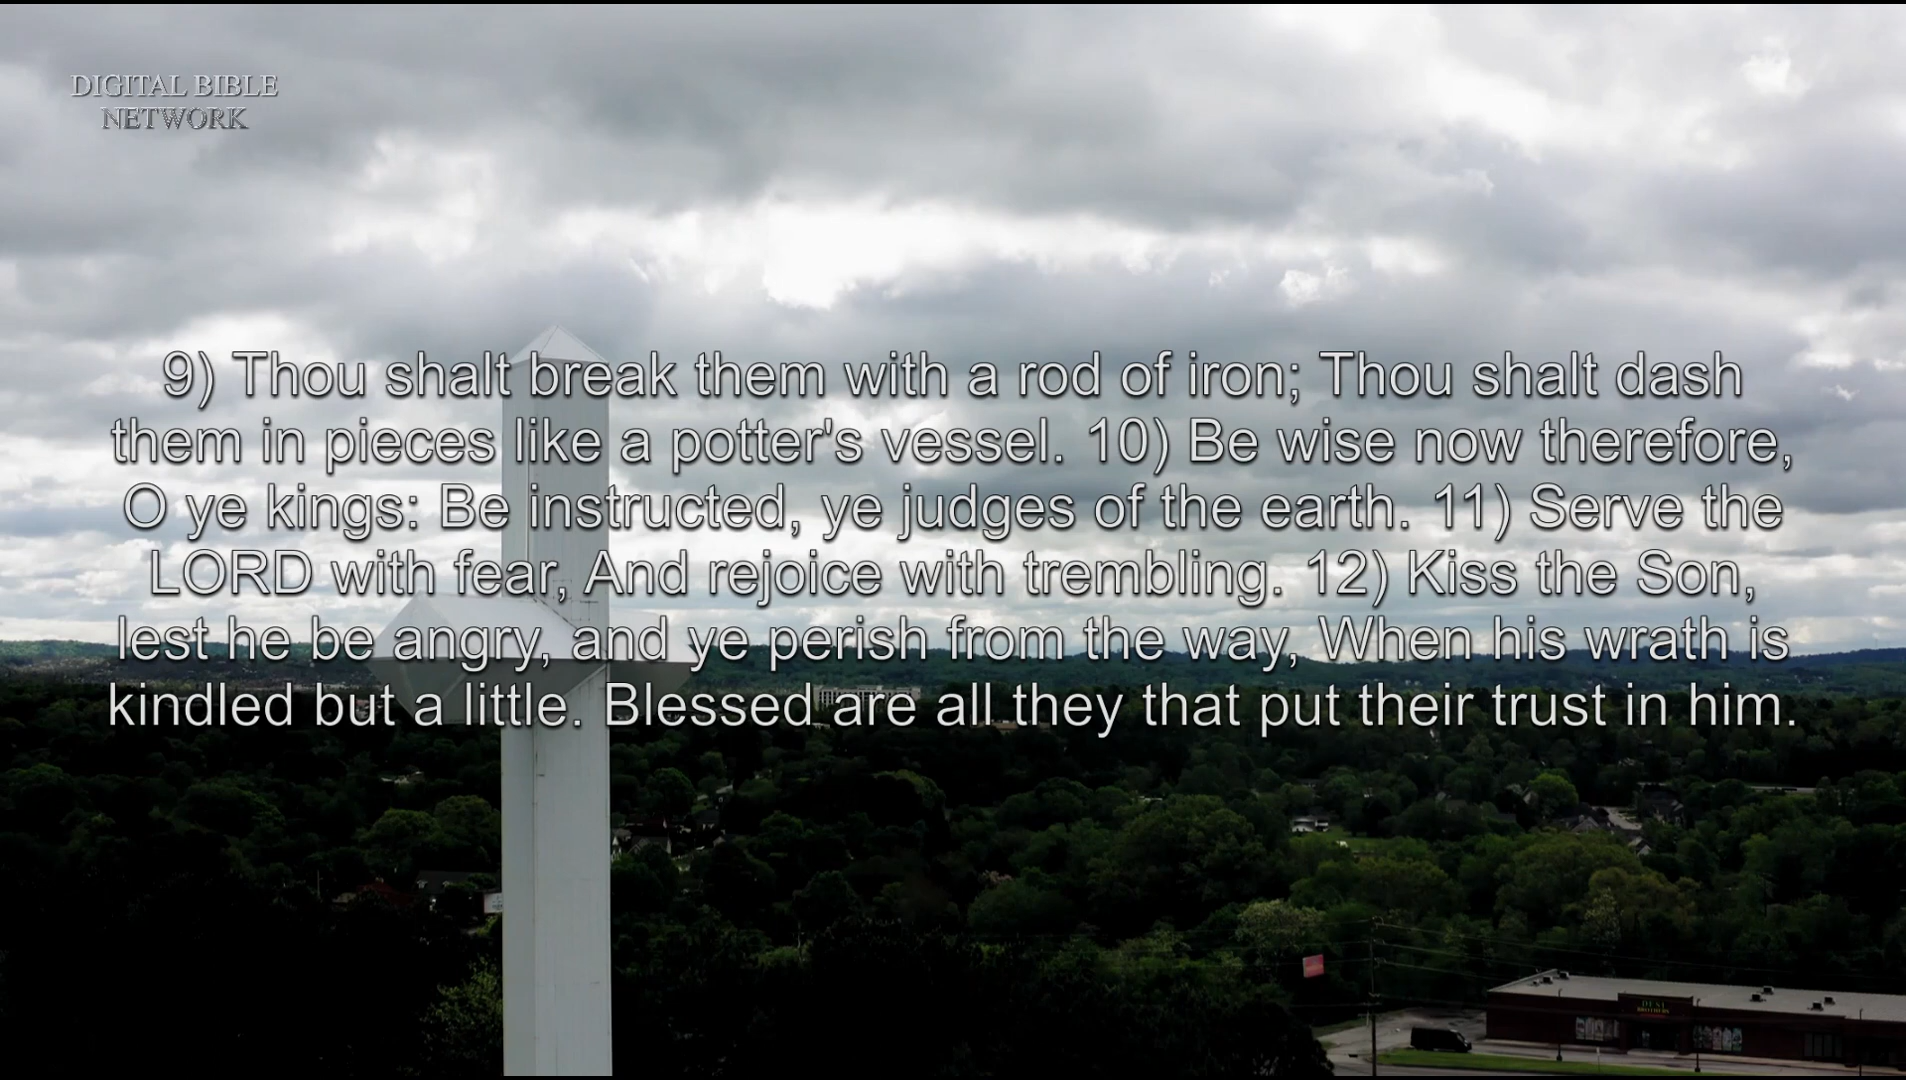 DIGITAL BIBLE
NETWORK
9) Thou shalt break them with a rod of iron; Thou shalt dash
them in pieces like a potter's vessel. 10) Be wise now therefore,
O ye kings: Be instructed, ye judges of the earth. 11) Serve the
LORD with fear, And rejoice with trembling. 12) Kiss the Son,
lest he be angry, and ye perish from the way, When his wrath is
kindled but a little. Blessed are all they that put their trust in him.